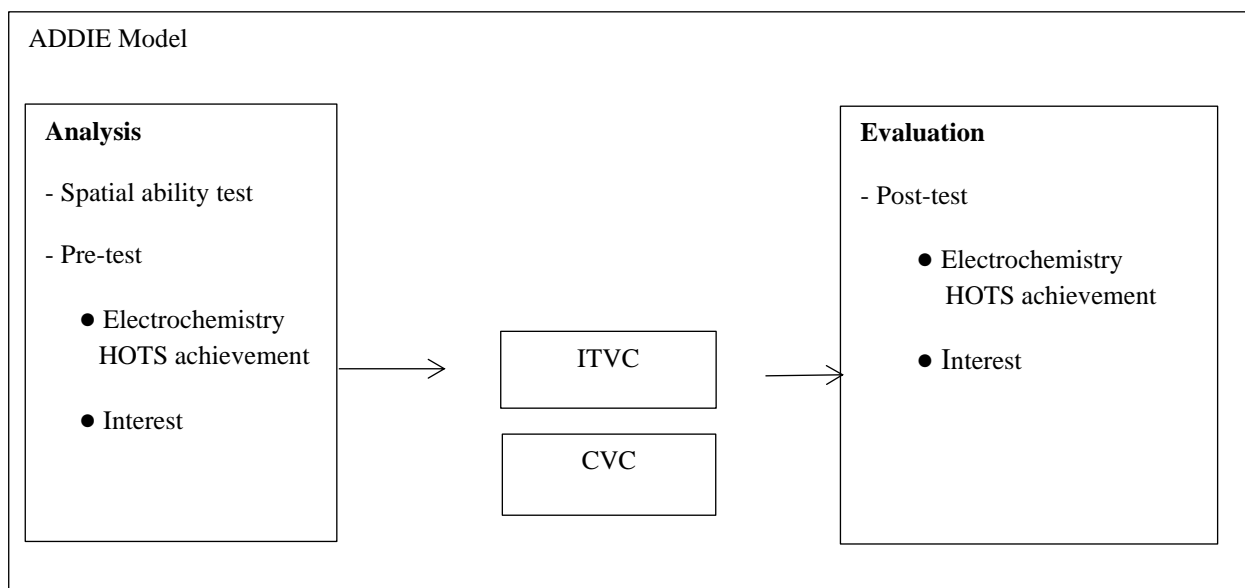 ADDIE Model
Analysis
- Spatial ability test
- Pre-test
● Electrochemistry
HOTS achievement
● Interest
ITVC
CVC
Evaluation
- Post-test
● Electrochemistry
HOTS achievement
● Interest